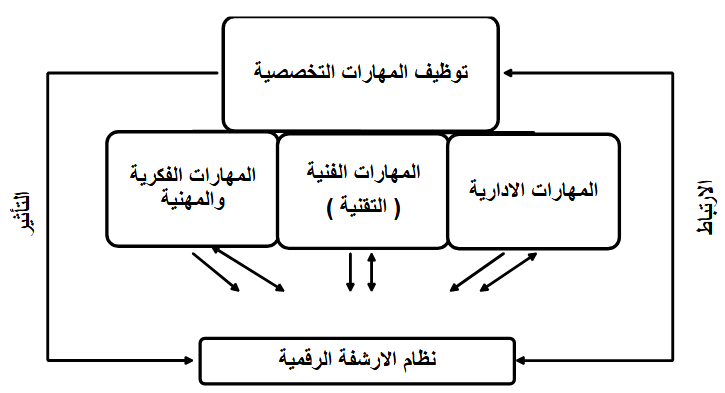 توظيف المهارات التخصصية
المهارات الادارية
المهارات الفنية
( التقنية )
المهارات الفكرية
والمهنية
الارتباط
التأثير
نظام الارشفة الرقمية